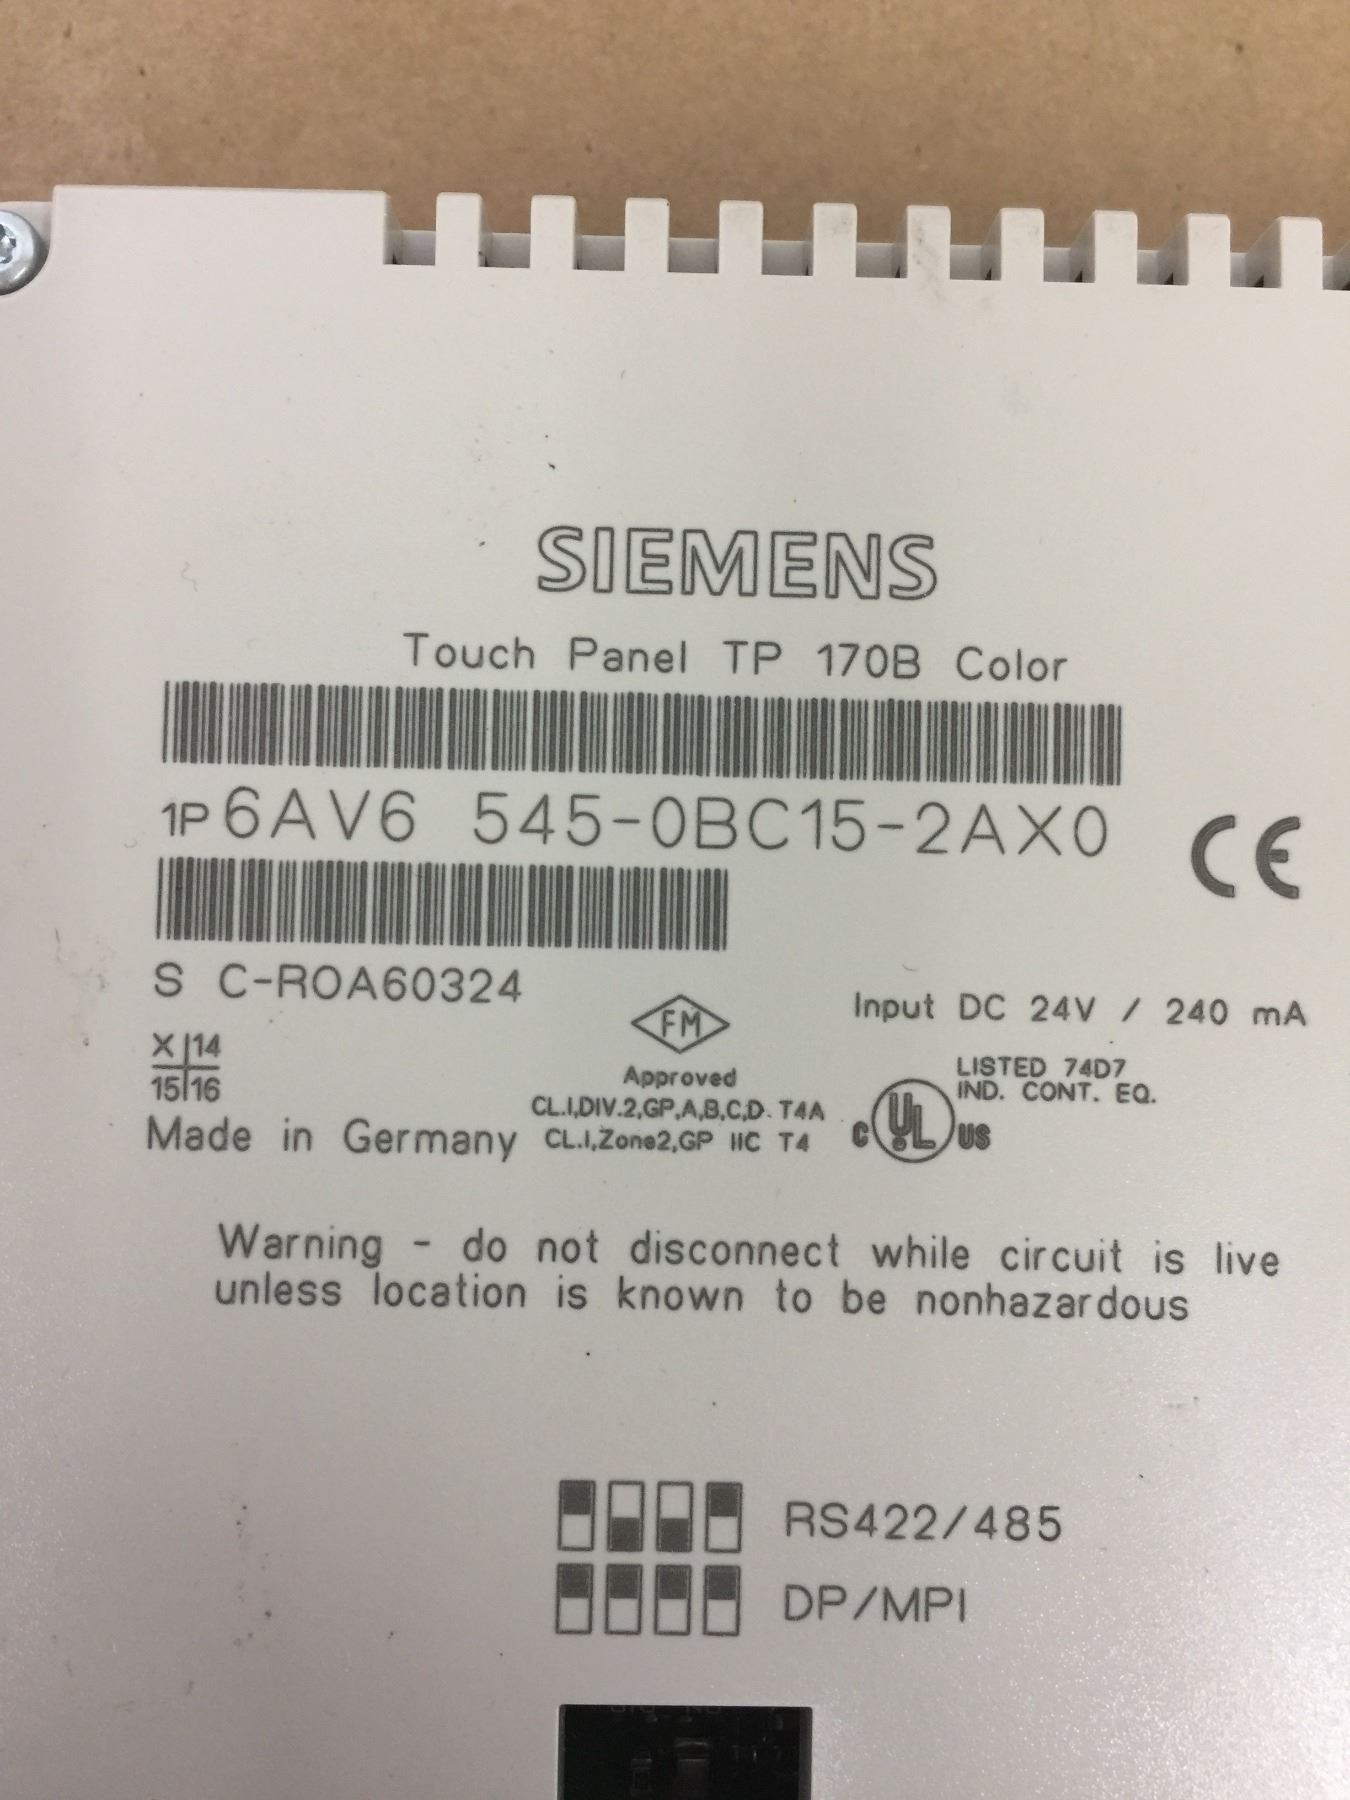 SIEMENS
Touch Panel TP 170B Color
1P 6AV6 545-0BC15-2AX0
CE
S C-ROA60324
FM
Input DC 24V / 240 mA
X 14
15 16
Approved
LISTED 74D7
IND. CONT. EQ.
CL.I,DIV.2,GP,A,B,C,D. T4A
C UL US
Made in Germany
CL.I,Zone2,GP IIC T4
Warning - do not disconnect while circuit is live
unless location is known to be nonhazardous
RS422/485
DP/MPI